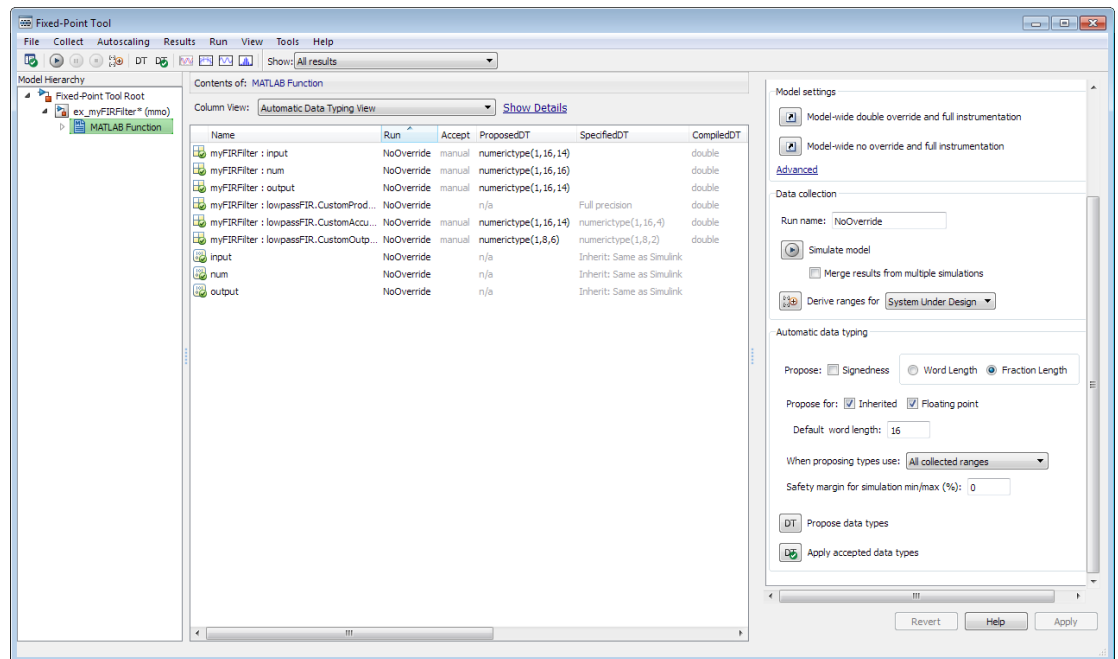 Fixed-Point Tool
File Collect Autoscaling Results Run View Tools Help
DT Show: All results
Model Hierarchy
Fixed-Point Tool Root
ex_myFIRFilter* (mmo)
MATLAB Function
Contents of: MATLAB Function
Column View: Automatic Data Typing View Show Details
Name Run Accept ProposedDT SpecifiedDT CompiledDT
myFIRFilter : input NoOverride manual numerictype(1,16,14) double
myFIRFilter : num NoOverride manual numerictype(1,16,16) double
myFIRFilter : output NoOverride manual numerictype(1,16,14) double
myFIRFilter : lowpassFIR.CustomProd... NoOverride n/a Full precision double
myFIRFilter : lowpassFIR.CustomAccu... NoOverride manual numerictype(1,16,14) numerictype(1,16,4) double
myFIRFilter : lowpassFIR.CustomOutp... NoOverride manual numerictype(1,8,6) numerictype(1,8,2) double
input NoOverride n/a Inherit: Same as Simulink
num NoOverride n/a Inherit: Same as Simulink
output NoOverride n/a Inherit: Same as Simulink
Model settings
Model-wide double override and full instrumentation
Model-wide no override and full instrumentation
Advanced
Data collection
Run name: NoOverride
Simulate model
Merge results from multiple simulations
Derive ranges for System Under Design
Automatic data typing
Propose: Signedness Word Length Fraction Length
Propose for: Inherited Floating point
Default word length: 16
When proposing types use: All collected ranges
Safety margin for simulation min/max (%): 0
DT Propose data types
DT Apply accepted data types
Revert Help Apply